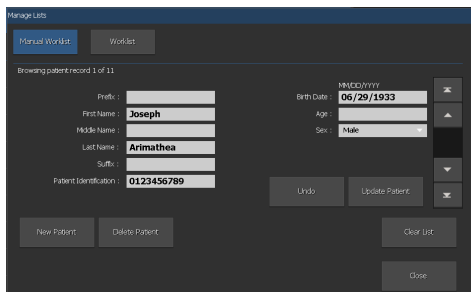 Manage Lists
Manual Worklist Worklist
Browsing patient record 1 of 11
MM/DD/YYYY
Prefix : Birth Date : 06/29/1933
First Name : Joseph Age :
Middle Name : Sex : Male
Last Name : Arimathea
Suffix :
Patient Identification : 0123456789
Undo Update Patient
New Patient Delete Patient Clear List
Close